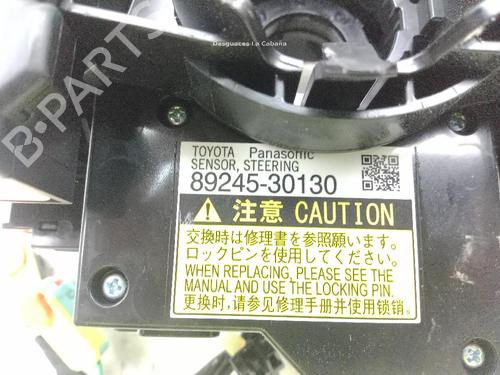 Desguaces La Cabaña
B-PARTS
TOYOTA Panasonic
SENSOR, STEERING
89245-30130
注意 CAUTION
交換時は修理書を参照願います。
ロックピンを使用してください。
WHEN REPLACING, PLEASE SEE THE
MANUAL AND USE THE LOCKING PIN.
更换时,请参见修理手册并使用锁销。